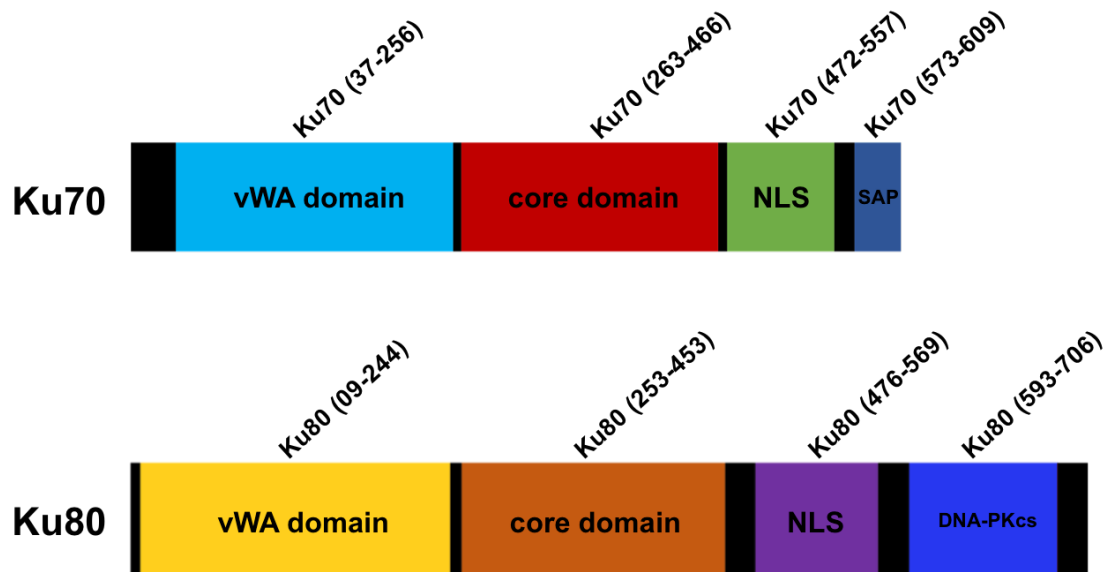 Ku70 (37-256)
Ku70 (263-466)
Ku70 (472-557)
Ku70 (573-609)
Ku70
vWA domain
core domain
NLS
SAP
Ku80 (09-244)
Ku80 (253-453)
Ku80 (476-569)
Ku80 (593-706)
Ku80
vWA domain
core domain
NLS
DNA-PKcs